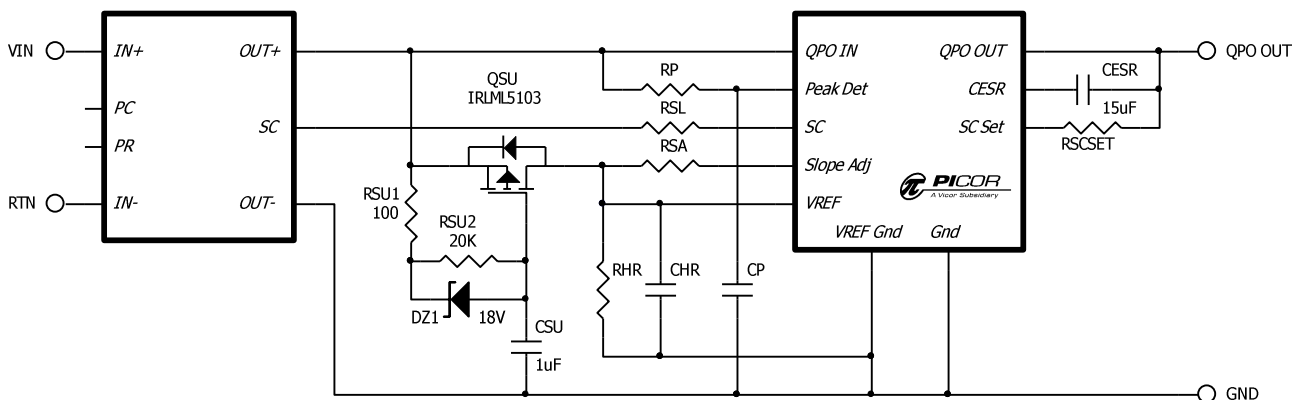 VIN
RTN
IN+
PC
PR
IN-
OUT+
SC
OUT-
QSU
IRLML5103
RP
RSL
RSA
RSU1
100
RSU2
20K
DZ1
18V
CSU
1uF
RHR
CHR
CP
QPO IN
Peak Det
SC
Slope Adj
VREF
VREF Gnd
Gnd
QPO OUT
CESR
SC Set
PICOR
A Vicor Subsidiary
CESR
15uF
RSCSET
QPO OUT
GND